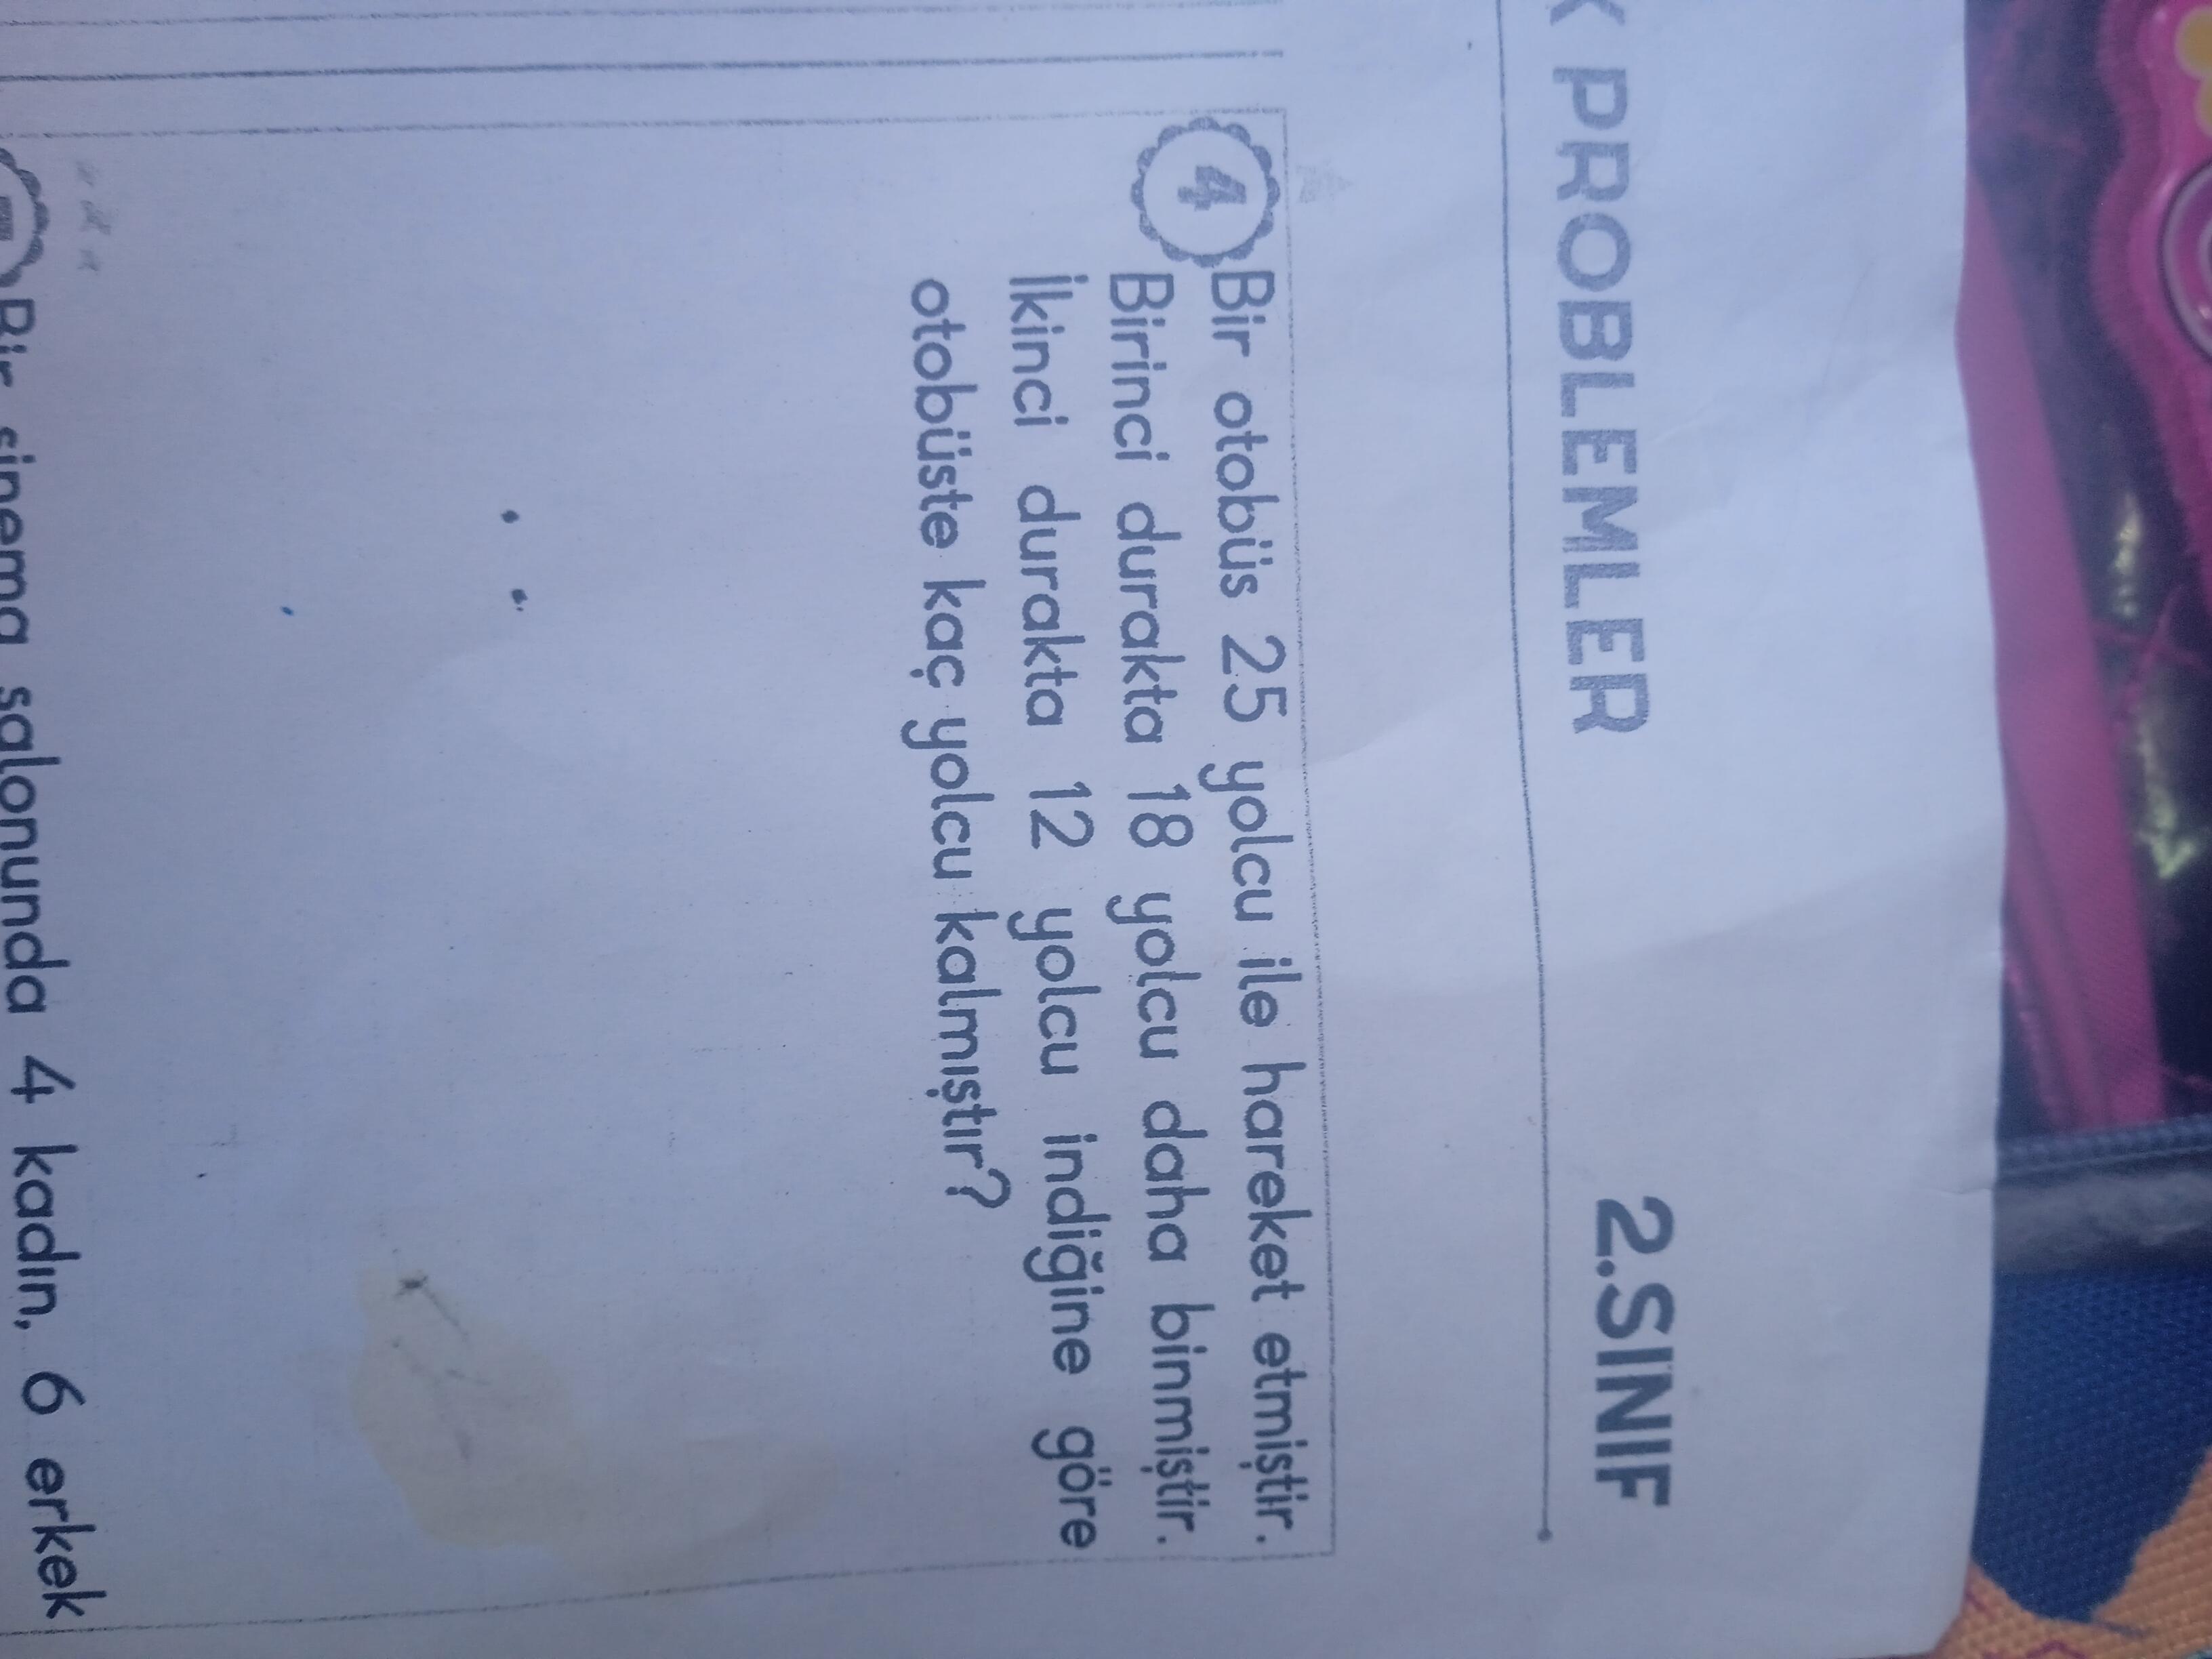 PROBLEMLER 2.SINIF
4 Bir otobüs 25 yolcu ile hareket etmiştir.
Birinci durakta 18 yolcu daha binmiştir.
İkinci durakta 12 yolcu indiğine göre
otobüste kaç yolcu kalmıştır?
Bir sinema salonunda 4 kadın, 6 erkek